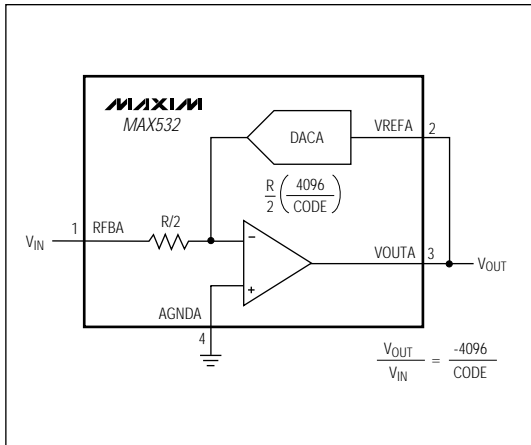 MAXIM
MAX532
DACA
VREFA 2
R/2 (4096/CODE)
1 RFBA R/2
VIN
−
+
VOUTA 3
VOUT
AGNDA
4
VOUT/VIN = -4096/CODE